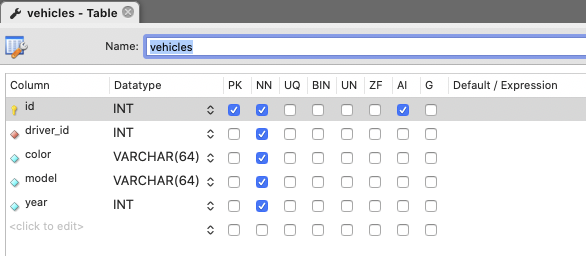 vehicles - Table
Name: vehicles
Column Datatype PK NN UQ BIN UN ZF AI G Default / Expression
id INT
driver_id INT
color VARCHAR(64)
model VARCHAR(64)
year INT
<click to edit>